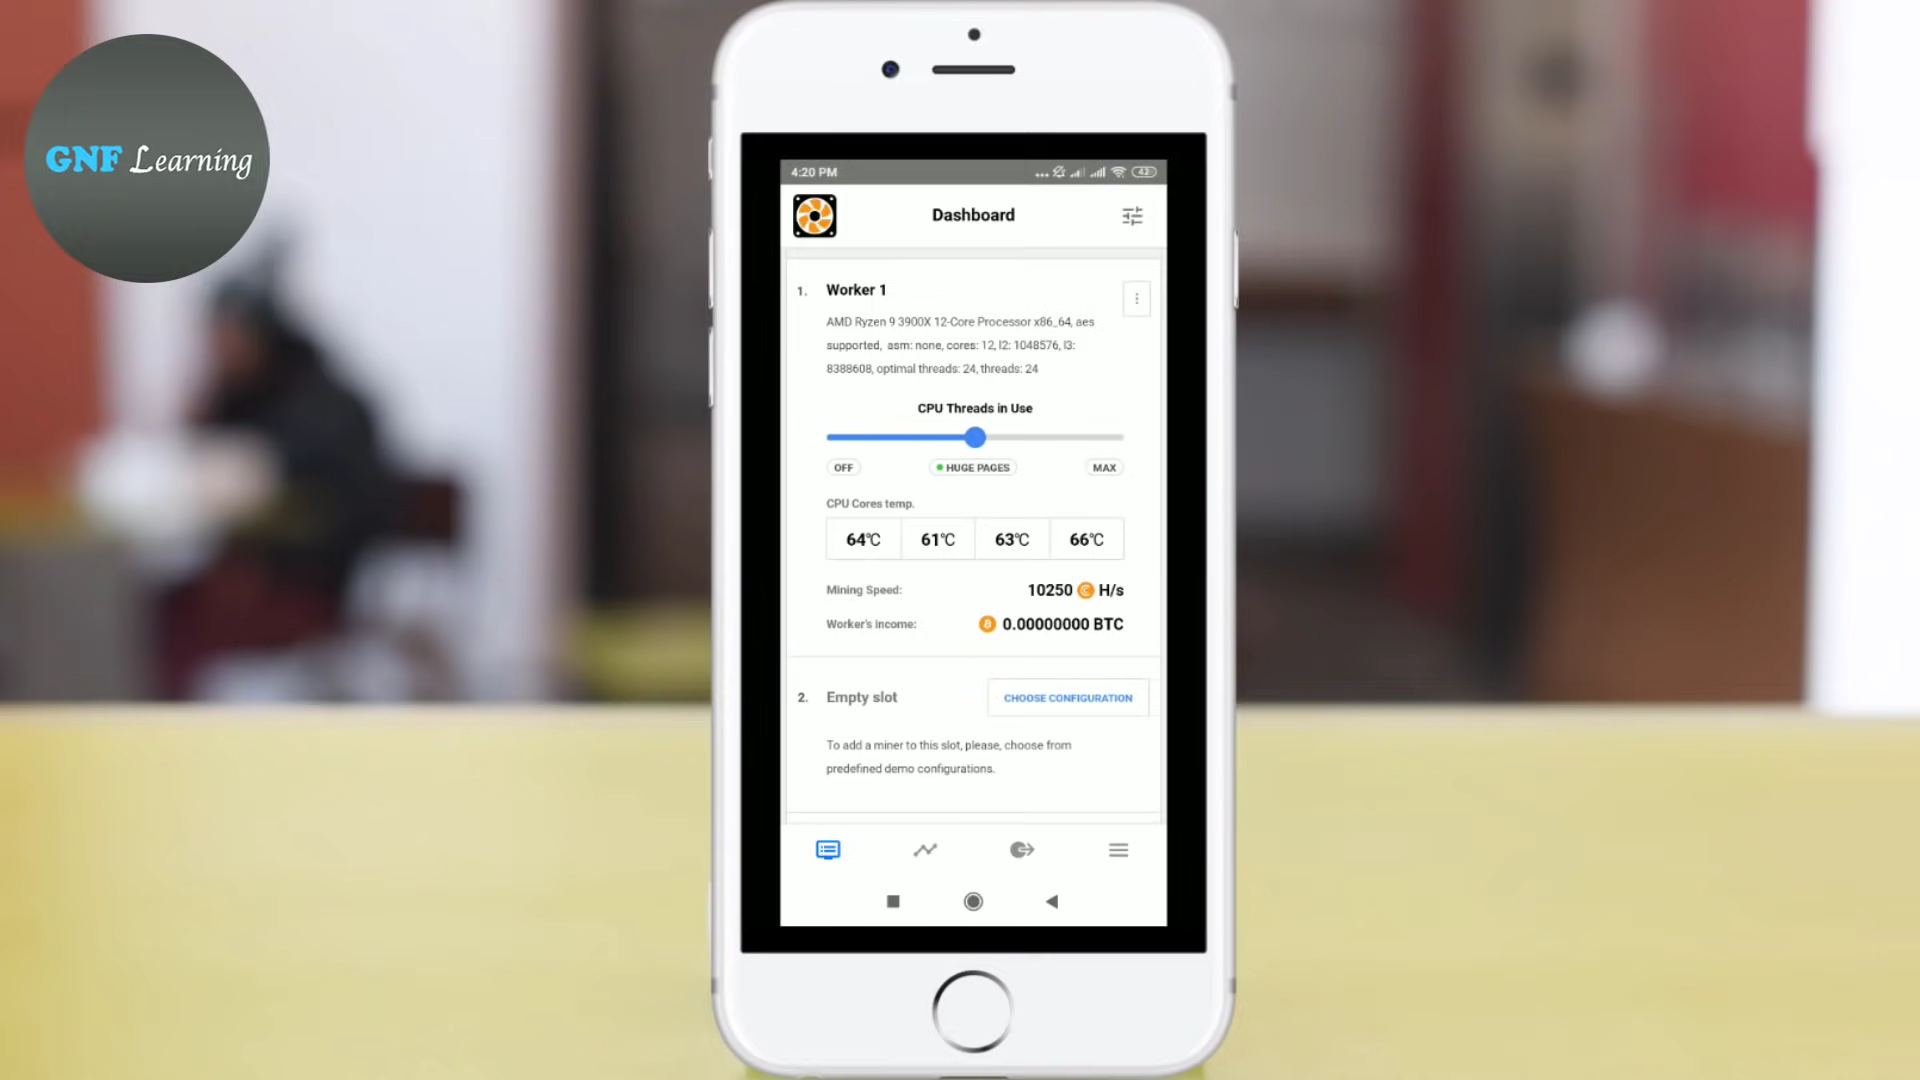 GNF Learning
4:20 PM
42
Dashboard
1. Worker 1
AMD Ryzen 9 3900X 12-Core Processor x86_64, aes
supported, asm: none, cores: 12, l2: 1048576, l3:
8388608, optimal threads: 24, threads: 24
CPU Threads in Use
OFF HUGE PAGES MAX
CPU Cores temp.
64℃ 61℃ 63℃ 66℃
Mining Speed: 10250 H/s
Worker's income: 0.00000000 BTC
2. Empty slot CHOOSE CONFIGURATION
To add a miner to this slot, please, choose from
predefined demo configurations.